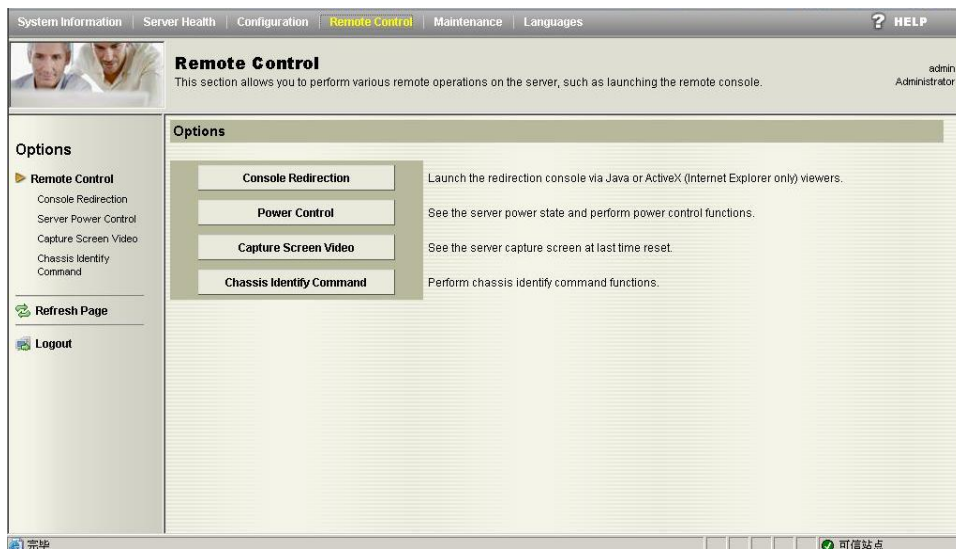 System Information | Server Health | Configuration | Remote Control | Maintenance | Languages ? HELP
Remote Control
This section allows you to perform various remote operations on the server, such as launching the remote console.
admin
Administrator
Options
Remote Control
Console Redirection
Server Power Control
Capture Screen Video
Chassis Identify
Command
Refresh Page
Logout
Options
Console Redirection Launch the redirection console via Java or ActiveX (Internet Explorer only) viewers.
Power Control See the server power state and perform power control functions.
Capture Screen Video See the server capture screen at last time reset.
Chassis Identify Command Perform chassis identify command functions.
完毕 可信站点